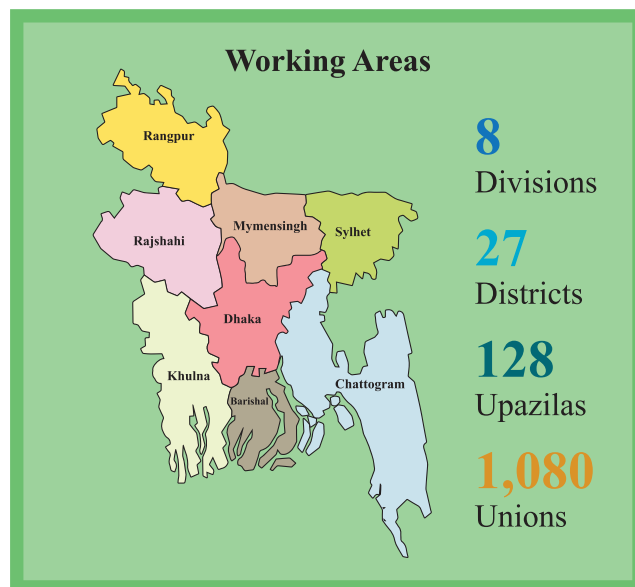 Working Areas
Rangpur
Rajshahi
Mymensingh
Sylhet
Dhaka
Khulna
Barishal
Chattogram
8
Divisions
27
Districts
128
Upazilas
1,080
Unions